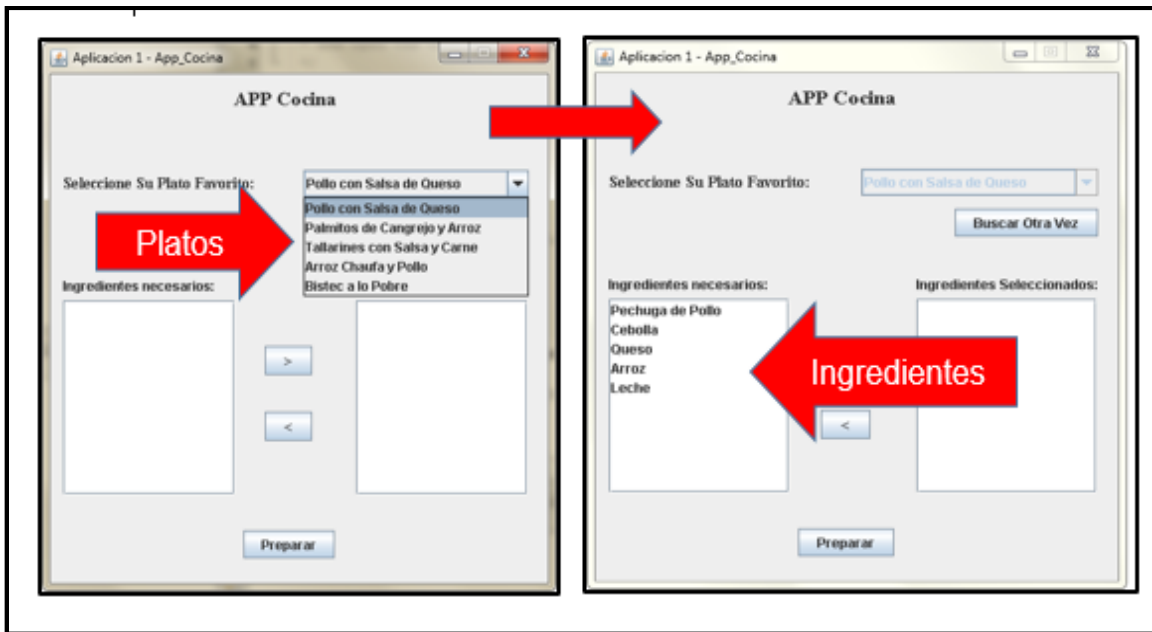 Aplicacion 1 - App_Cocina
APP Cocina
Seleccione Su Plato Favorito:
Pollo con Salsa de Queso
Pollo con Salsa de Queso
Palmitos de Cangrejo y Arroz
Tallarines con Salsa y Carne
Arroz Chaufa y Pollo
Bistec a lo Pobre
Platos
Ingredientes necesarios:
>
<
Preparar
Aplicacion 1 - App_Cocina
APP Cocina
Seleccione Su Plato Favorito:
Pollo con Salsa de Queso
Buscar Otra Vez
Ingredientes necesarios:
Ingredientes Seleccionados:
Pechuga de Pollo
Cebolla
Queso
Arroz
Leche
Ingredientes
<
Preparar